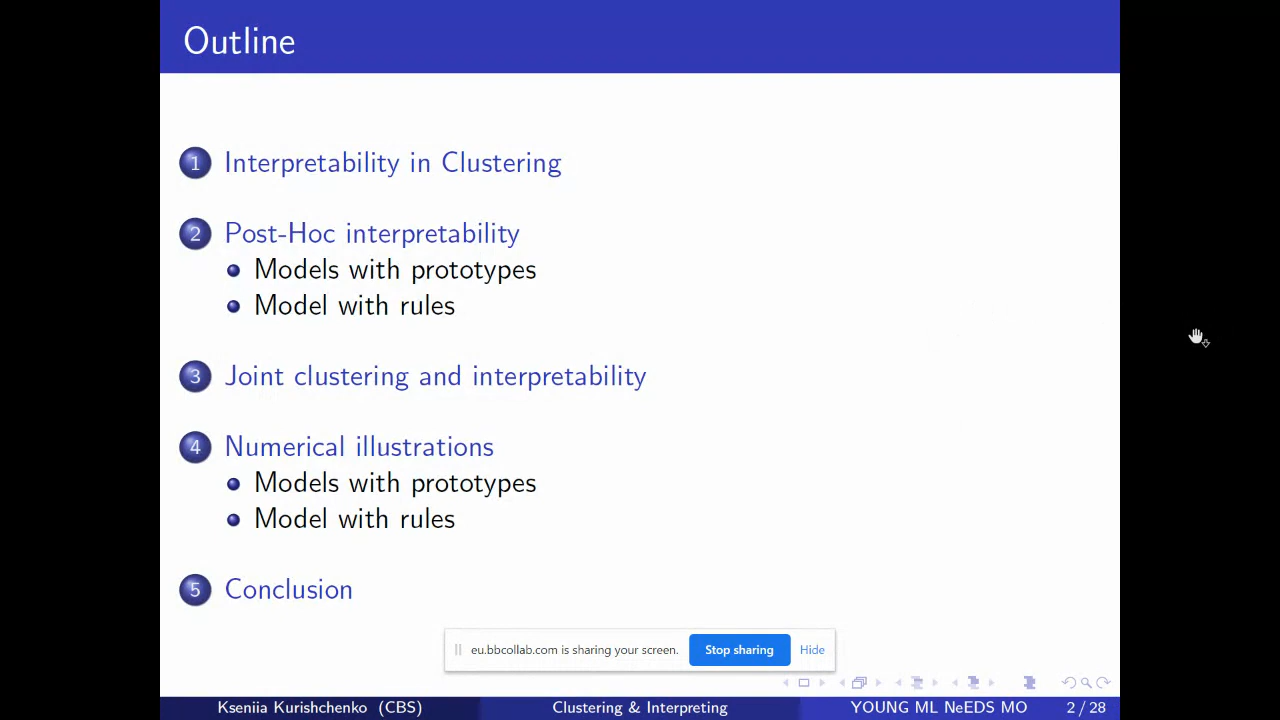 Outline
1 Interpretability in Clustering
2 Post-Hoc interpretability
Models with prototypes
Model with rules
3 Joint clustering and interpretability
4 Numerical illustrations
Models with prototypes
Model with rules
5 Conclusion
eu.bbcollab.com is sharing your screen. Stop sharing Hide
Kseniia Kurishchenko (CBS) Clustering & Interpreting YOUNG ML NeEDS MO 2 / 28